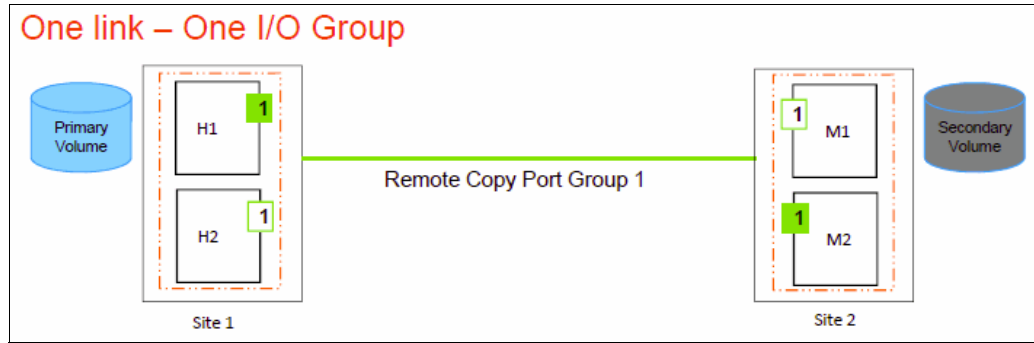 One link – One I/O Group
Primary
Volume
H1
1
H2
1
Site 1
Remote Copy Port Group 1
1
M1
1
M2
Site 2
Secondary
Volume